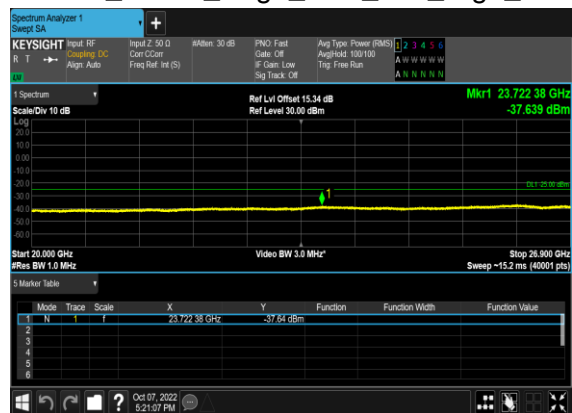 Spectrum Analyzer 1
Swept SA
+
KEYSIGHT
R T
Input: RF
Coupling: DC
Align: Auto
Input Z: 50 Ω
Corr CCorr
Freq Ref: Int (S)
#Atten: 30 dB
PNO: Fast
Gate: Off
IF Gain: Low
Sig Track: Off
Avg Type: Power (RMS)
Avg|Hold: 100/100
Trig: Free Run
1 2 3 4 5 6
A W W W W W
A N N N N N
1 Spectrum
Scale/Div 10 dB
Ref Lvl Offset 15.34 dB
Ref Level 30.00 dBm
Mkr1 23.722 38 GHz
-37.639 dBm
Log
20.0
10.0
0.00
-10.0
-20.0
DL1 -25.00 dBm
-30.0
1
-40.0
-50.0
-60.0
Start 20.000 GHz
#Res BW 1.0 MHz
Video BW 3.0 MHz*
Stop 26.900 GHz
Sweep ~15.2 ms (40001 pts)
5 Marker Table
Mode Trace Scale X Y Function Function Width Function Value
1 N 1 f 23.722 38 GHz -37.64 dBm
2
3
4
5
6
?
Oct 07, 2022
5:21:07 PM